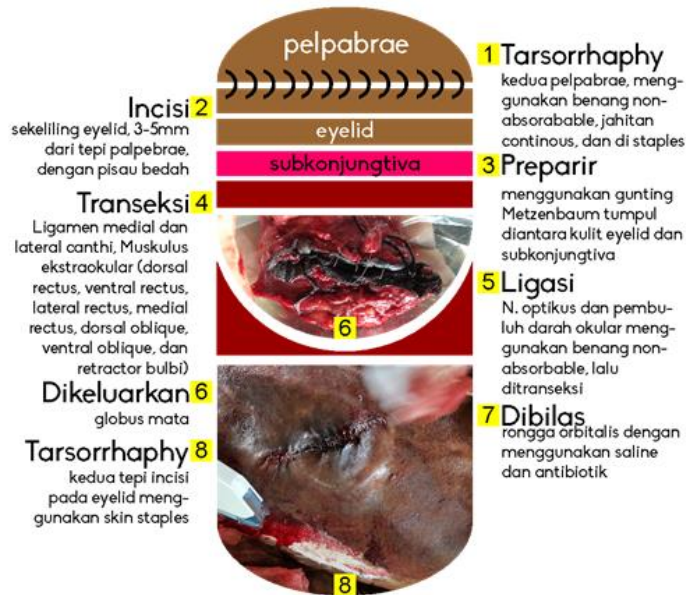 pelpabrae
eyelid
subkonjungtiva
1 Tarsorrhaphy
kedua pelpabrae, meng-
gunakan benang non-
absorabable, jahitan
continous, dan di staples
Incisi 2
sekeliling eyelid, 3-5mm
dari tepi palpebrae,
dengan pisau bedah
3 Preparir
menggunakan gunting
Metzenbaum tumpul
diantara kulit eyelid dan
subkonjungtiva
Transeksi 4
Ligamen medial dan
lateral canthi, Muskulus
ekstraokular (dorsal
rectus, ventral rectus,
lateral rectus, medial
rectus, dorsal oblique,
ventral oblique, dan
retractor bulbi)
5 Ligasi
N. optikus dan pembu-
luh darah okular meng-
gunakan benang non-
absorbable, lalu
ditranseksi
6
Dikeluarkan 6
globus mata
7 Dibilas
rongga orbitalis dengan
menggunakan saline
dan antibiotik
Tarsorrhaphy 8
kedua tepi incisi
pada eyelid meng-
gunakan skin staples
8